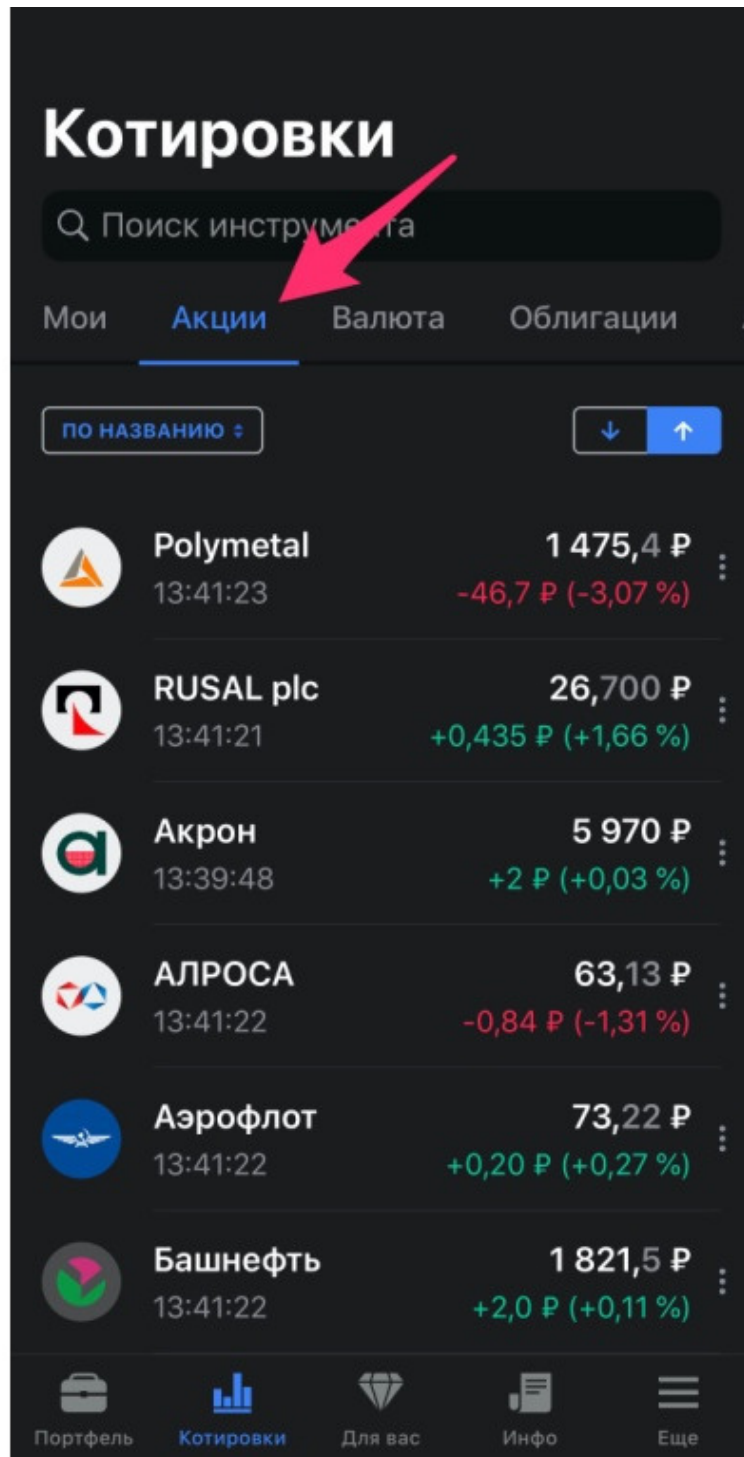 Котировки
Поиск инструмента
Мои Акции Валюта Облигации
ПО НАЗВАНИЮ
Polymetal 1 475,4 ₽
13:41:23 -46,7 ₽ (-3,07 %)
RUSAL plc 26,700 ₽
13:41:21 +0,435 ₽ (+1,66 %)
Акрон 5 970 ₽
13:39:48 +2 ₽ (+0,03 %)
АЛРОСА 63,13 ₽
13:41:22 -0,84 ₽ (-1,31 %)
Аэрофлот 73,22 ₽
13:41:22 +0,20 ₽ (+0,27 %)
Башнефть 1 821,5 ₽
13:41:22 +2,0 ₽ (+0,11 %)
Портфель Котировки Для вас Инфо Еще